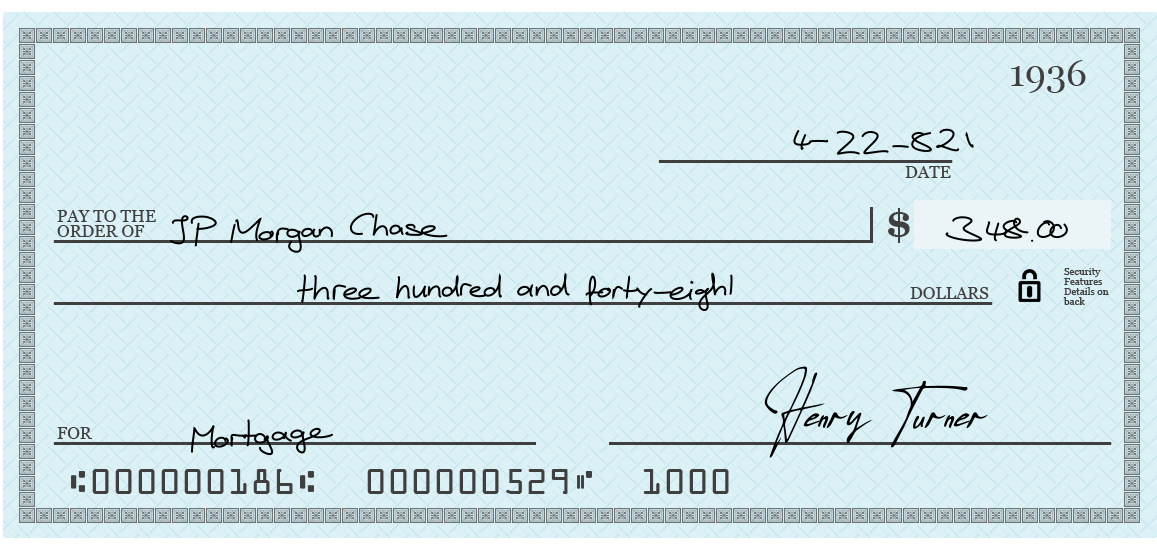 1936
4-22-821
DATE
PAY TO THE
ORDER OF JP Morgan Chase $ 348.00
three hundred and forty-eight DOLLARS
Security
Features
Details on
back
Henry Turner
FOR Mortgage
⑆000000186⑆ 000000529⑈ 1000